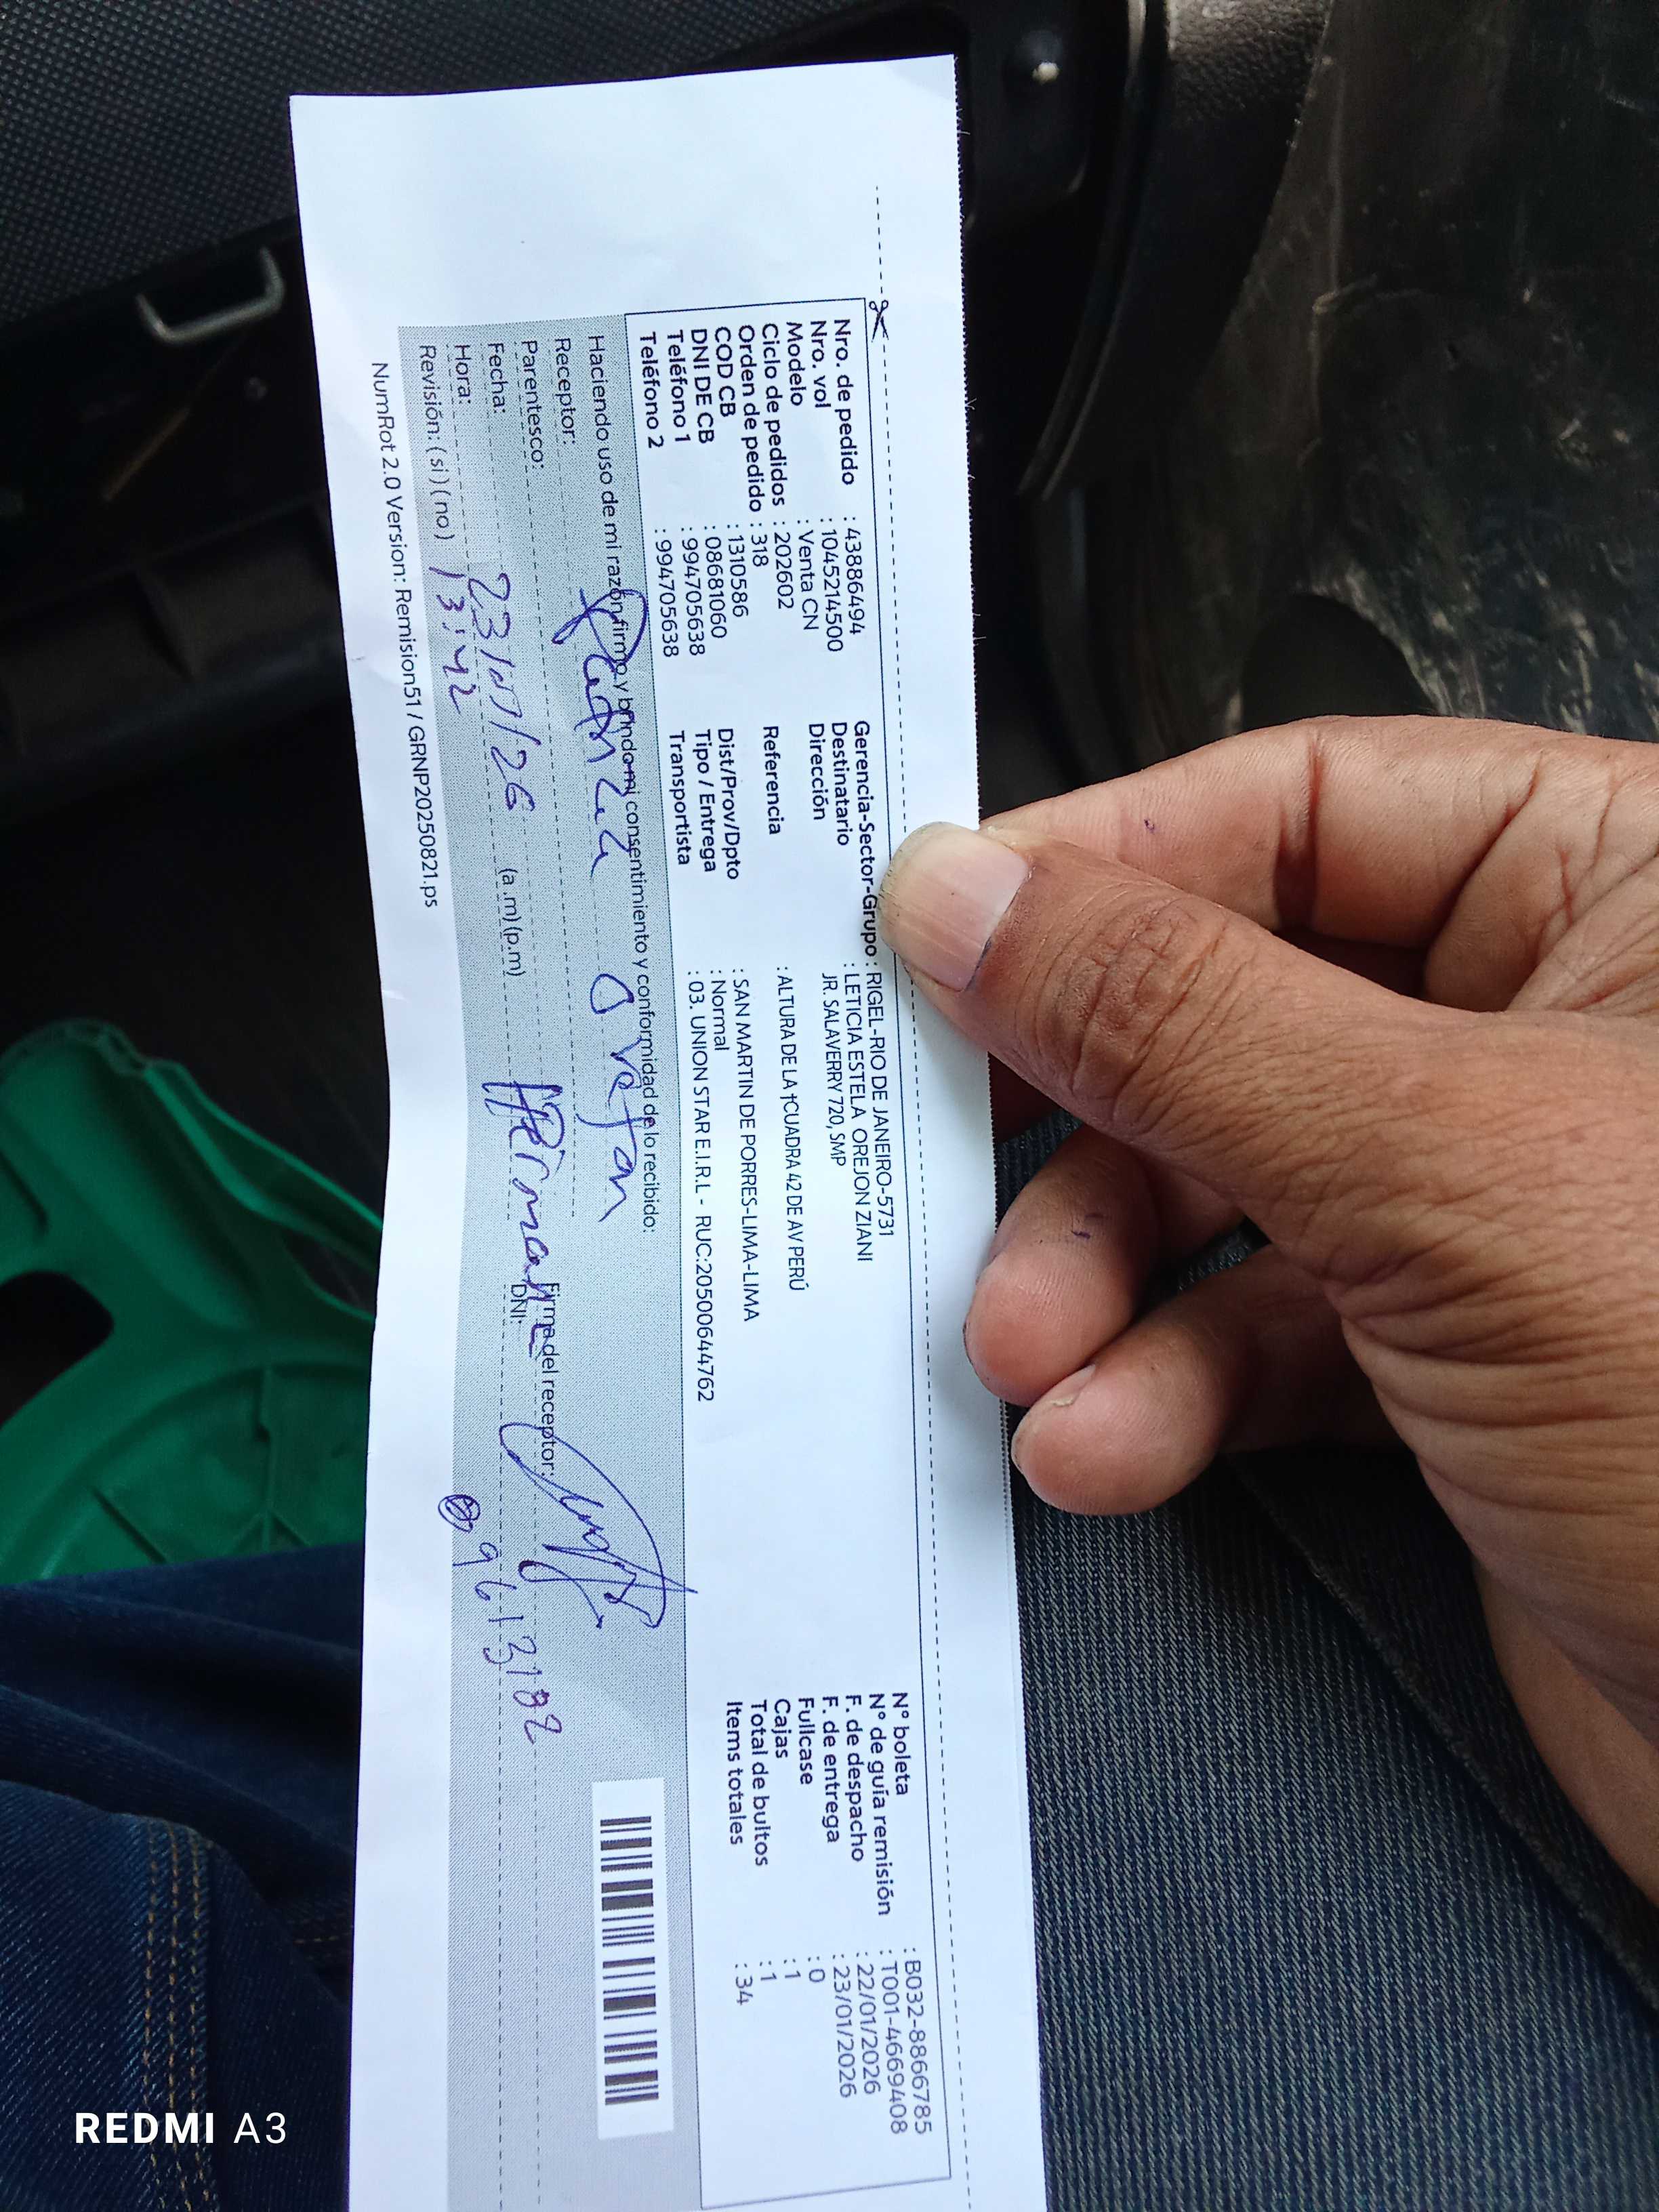 Nro. de pedido : 43886494
Nro. vol : 1045214500
Modelo : Venta CN
Ciclo de pedidos : 202602
Orden de pedido : 318
COD CB : 1310586
DNI DE CB : 08681060
Teléfono 1 : 994705638
Teléfono 2 : 994705638
Gerencia-Sector-Grupo : RIGEL-RIO DE JANEIRO-5731
Destinatario : LETICIA ESTELA OREJON ZIANI
Dirección JR. SALAVERRY 720, SMP
Referencia : ALTURA DE LA †CUADRA 42 DE AV PERÚ
Dist/Prov/Dpto : SAN MARTIN DE PORRES-LIMA-LIMA
Tipo / Entrega : Normal
Transportista : 03. UNION STAR E.I.R.L - RUC:20500644762
N° boleta : B032-8866785
N° de guía remisión : T001-4669408
F. de despacho : 22/01/2026
F. de entrega : 23/01/2026
Fullcase : 0
Cajas : 1
Total de bultos : 1
Items totales : 34
Haciendo uso de mi razón firmo y brindo mi consentimiento y conformidad de lo recibido:
Receptor:
Parentesco: Hermana
Firma del receptor:
Fecha: 23/01/26
DNI: 09613182
Hora: 13:42 (a.m)(p.m)
Revisión: (si)(no)
NumRot 2.0 Version: Remision51 / GRNP20250821.ps
REDMI A3